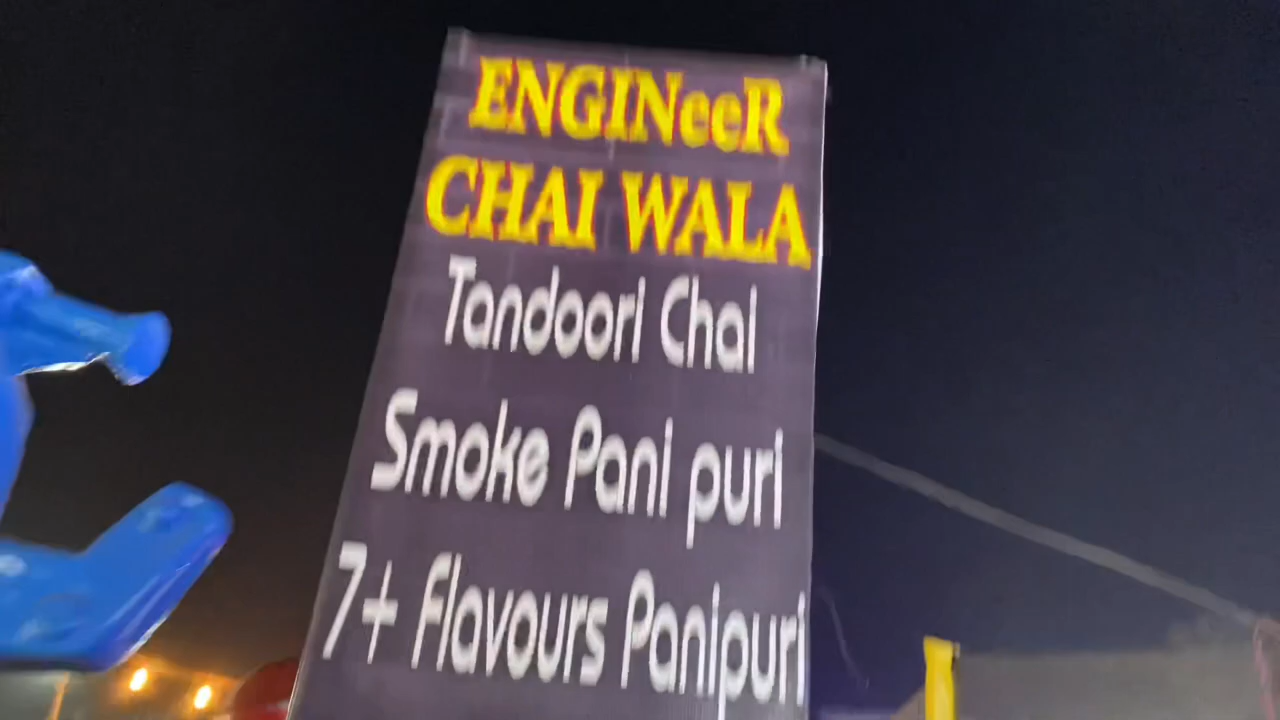 ENGINeeR
CHAI WALA
Tandoori Chai
Smoke Pani puri
7+ flavours Panipuri